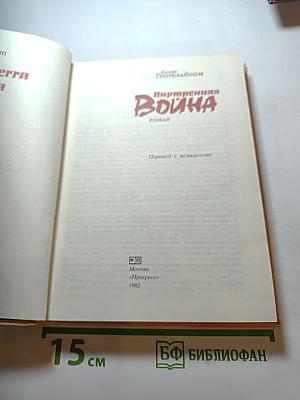 Тейтельбойм
Внутренняя
ВОЙНА
РОМАН
Перевод с испанского
Москва
«Прогресс»
1982
15 см
БФ БИБЛИОФАН